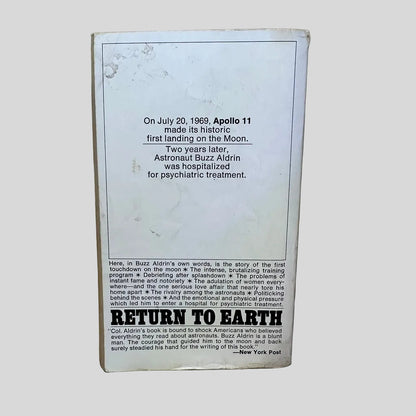 On July 20, 1969, Apollo 11
made its historic
first landing on the Moon.
Two years later,
Astronaut Buzz Aldrin
was hospitalized
for psychiatric treatment.
Here, in Buzz Aldrin's own words, is the story of the first
touchdown on the moon ★ The intense, brutalizing training
program ★ Debriefing after splashdown ★ The problems of
instant fame and notoriety ★ The adulation of women every-
where—and the one serious love affair that nearly tore his
home apart ★ The rivalry among the astronauts ★ Politicking
behind the scenes ★ And the emotional and physical pressure
which led him to enter a hospital for psychiatric treatment.
RETURN TO EARTH
"Col. Aldrin's book is bound to shock Americans who believed
everything they read about astronauts. Buzz Aldrin is a blunt
man. The courage that guided him to the moon and back
surely steadied his hand for the writing of this book."
—New York Post